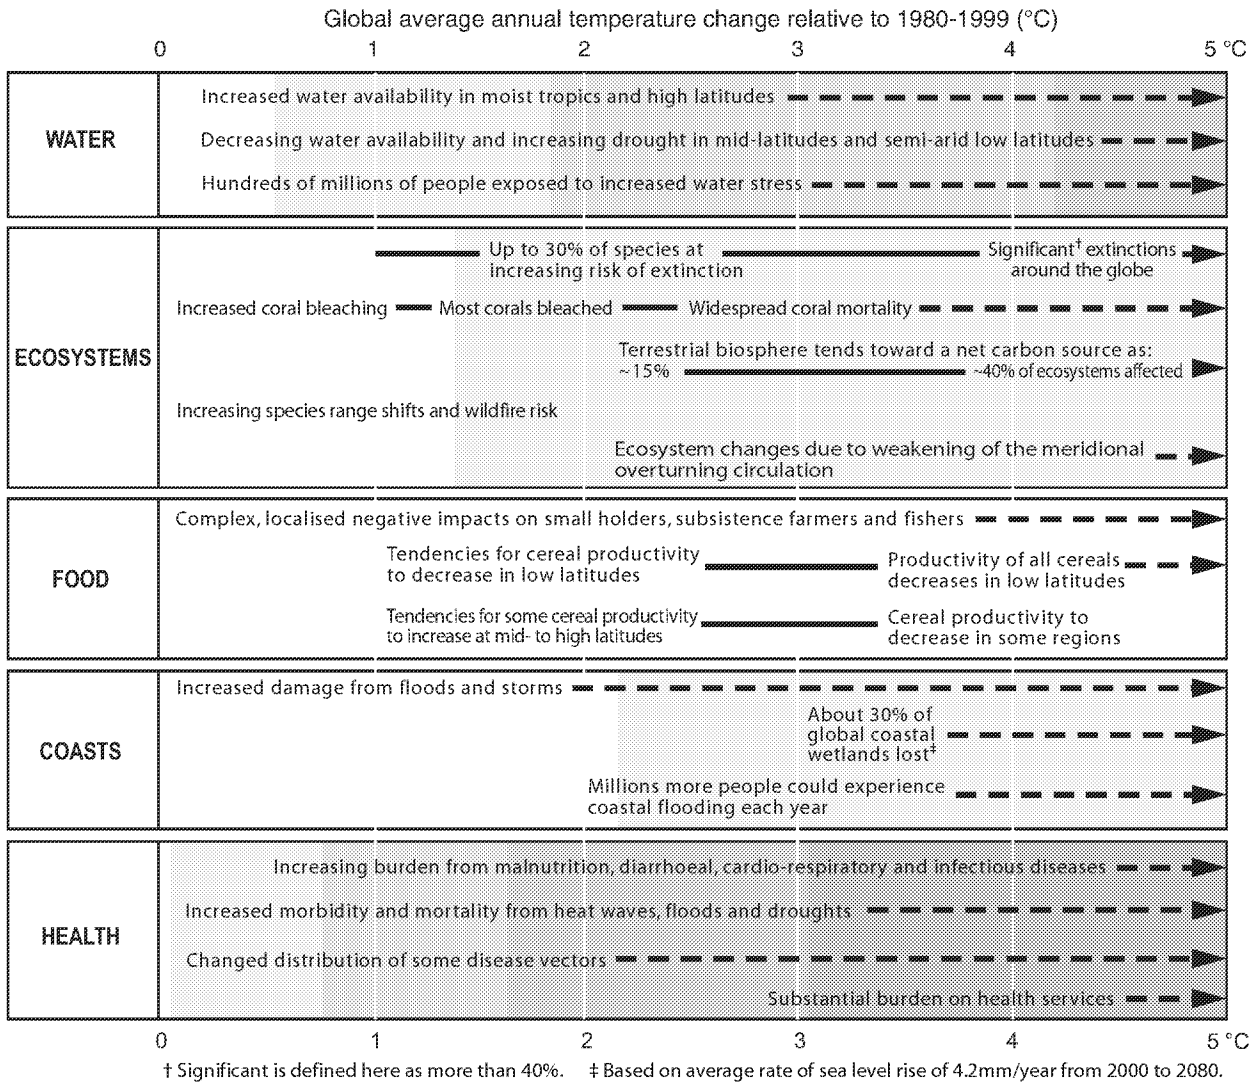 Global average annual temperature change relative to 1980-1999 (°C)
0 1 2 3 4 5 °C
WATER
Increased water availability in moist tropics and high latitudes
Decreasing water availability and increasing drought in mid-latitudes and semi-arid low latitudes
Hundreds of millions of people exposed to increased water stress
ECOSYSTEMS
Up to 30% of species at
increasing risk of extinction
Significant† extinctions
around the globe
Increased coral bleaching Most corals bleached Widespread coral mortality
Terrestrial biosphere tends toward a net carbon source as:
~15% ~40% of ecosystems affected
Increasing species range shifts and wildfire risk
Ecosystem changes due to weakening of the meridional
overturning circulation
FOOD
Complex, localised negative impacts on small holders, subsistence farmers and fishers
Tendencies for cereal productivity
to decrease in low latitudes
Productivity of all cereals
decreases in low latitudes
Tendencies for some cereal productivity
to increase at mid- to high latitudes
Cereal productivity to
decrease in some regions
COASTS
Increased damage from floods and storms
About 30% of
global coastal
wetlands lost‡
Millions more people could experience
coastal flooding each year
HEALTH
Increasing burden from malnutrition, diarrhoeal, cardio-respiratory and infectious diseases
Increased morbidity and mortality from heat waves, floods and droughts
Changed distribution of some disease vectors
Substantial burden on health services
0 1 2 3 4 5 °C
† Significant is defined here as more than 40%. ‡ Based on average rate of sea level rise of 4.2mm/year from 2000 to 2080.